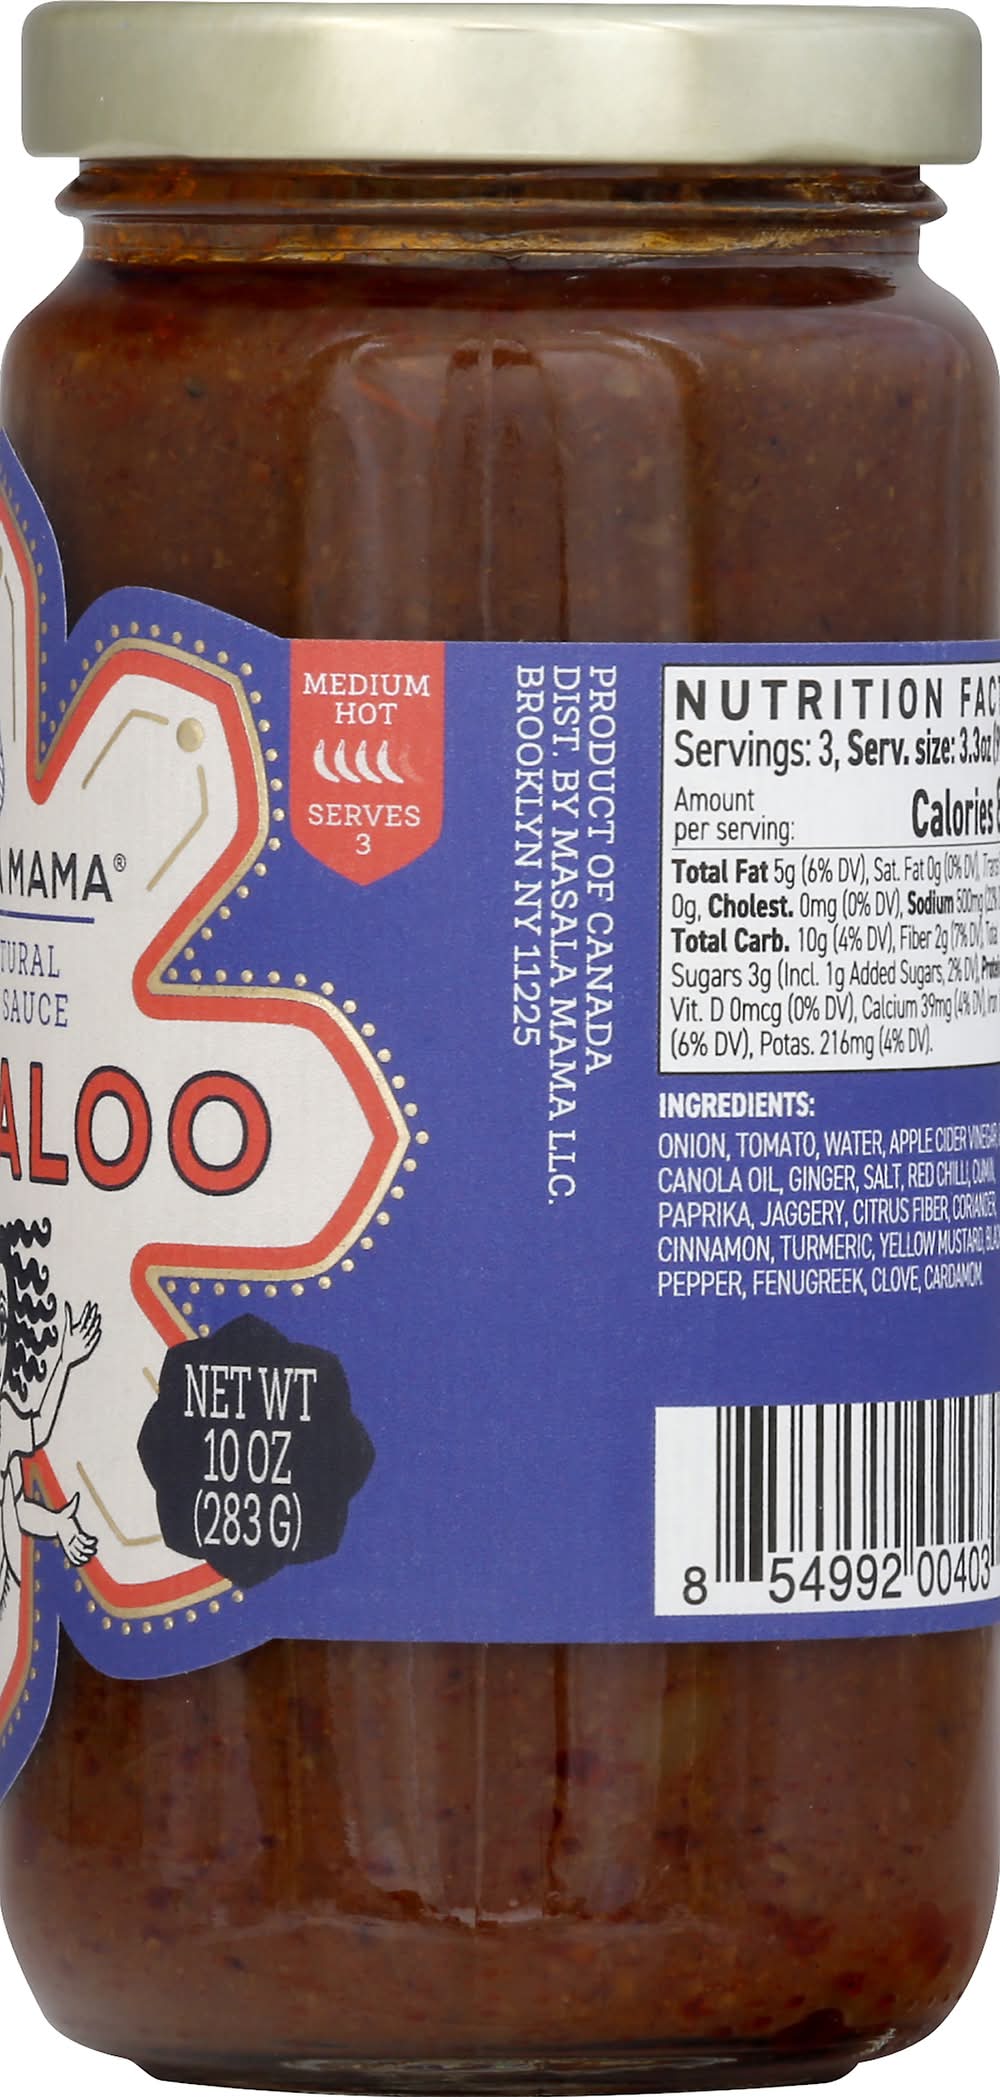 MAMA®
TURAL
SAUCE
ALOO
NET WT
10 OZ
(283 G)
MEDIUM
HOT
SERVES
3
PRODUCT OF CANADA
DIST. BY MASALA MAMA LLC.
BROOKLYN NY 11225
NUTRITION FACT
Servings: 3, Serv. size: 3.3oz
Amount
per serving:
Calories
Total Fat 5g (6% DV), Sat. Fat 0g (0% DV), Trans
0g, Cholest. 0mg (0% DV), Sodium 500mg (22%
Total Carb. 10g (4% DV), Fiber 2g (7% DV), Total
Sugars 3g (Incl. 1g Added Sugars, 2% DV), Protein
Vit. D 0mcg (0% DV), Calcium 39mg (4% DV), Iron
(6% DV), Potas. 216mg (4% DV).
INGREDIENTS:
ONION, TOMATO, WATER, APPLE CIDER VINEGAR,
CANOLA OIL, GINGER, SALT, RED CHILLI, CUMIN,
PAPRIKA, JAGGERY, CITRUS FIBER, CORIANDER,
CINNAMON, TURMERIC, YELLOW MUSTARD, BLA
PEPPER, FENUGREEK, CLOVE, CARDAMOM.
8 54992 00403